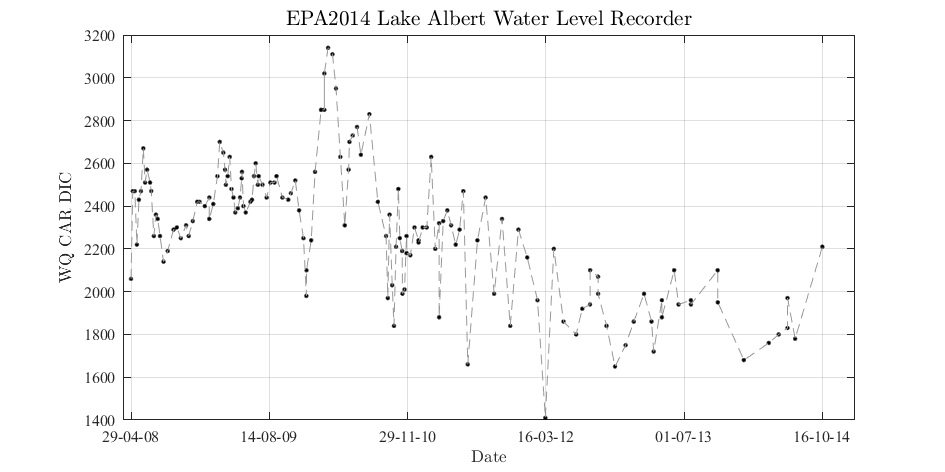 EPA2014 Lake Albert Water Level Recorder
WQ CAR DIC
3200
3000
2800
2600
2400
2200
2000
1800
1600
1400
29-04-08 14-08-09 29-11-10 16-03-12 01-07-13 16-10-14
Date